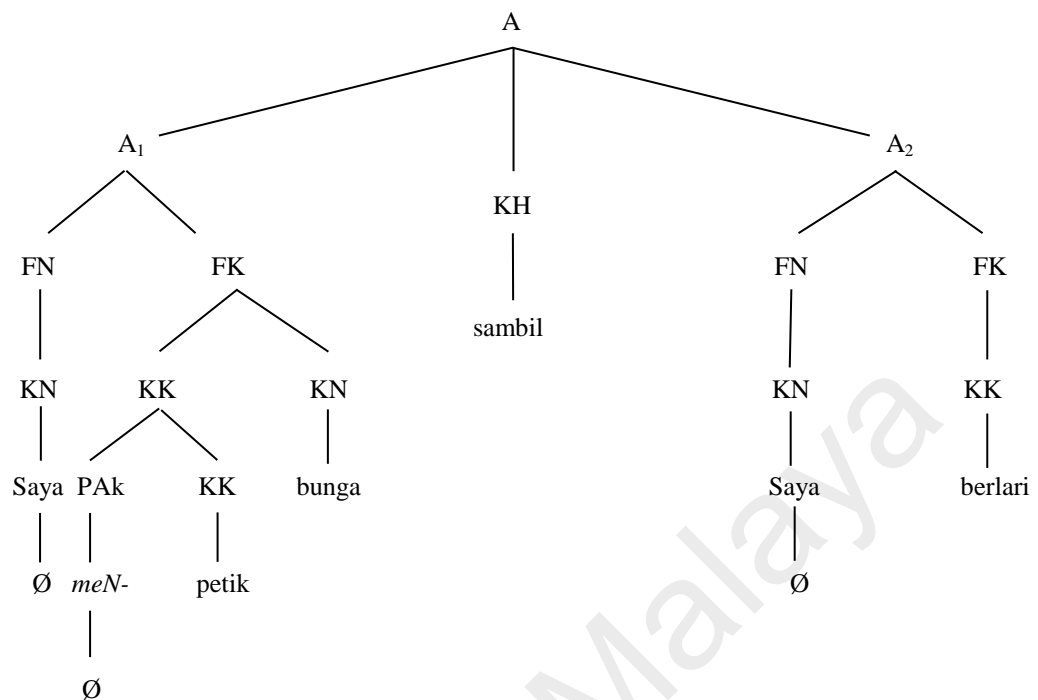 A
A₁ A₂
KH
FN FK FN FK
sambil
KN KK KN KN KK
Saya PAk KK bunga Saya berlari
Ø meN- petik Ø
Ø
Malaya